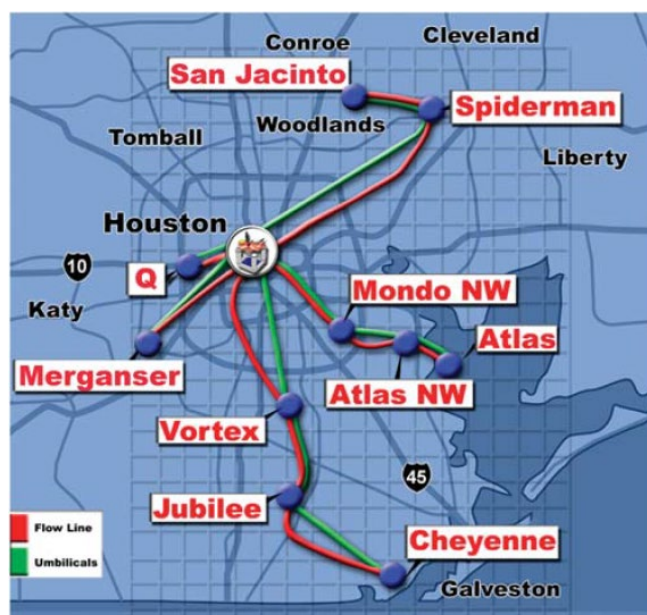 Conroe
Cleveland
San Jacinto
Spiderman
Woodlands
Tomball
Liberty
Houston
10
Q
Katy
Mondo NW
Atlas
Merganser
Atlas NW
Vortex
45
Jubilee
Flow Line
Cheyenne
Umbilicals
Galveston